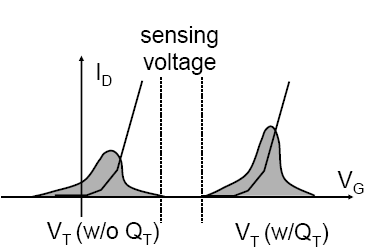 sensing
voltage
I_D
V_G
V_T (w/o Q_T)
V_T (w/Q_T)